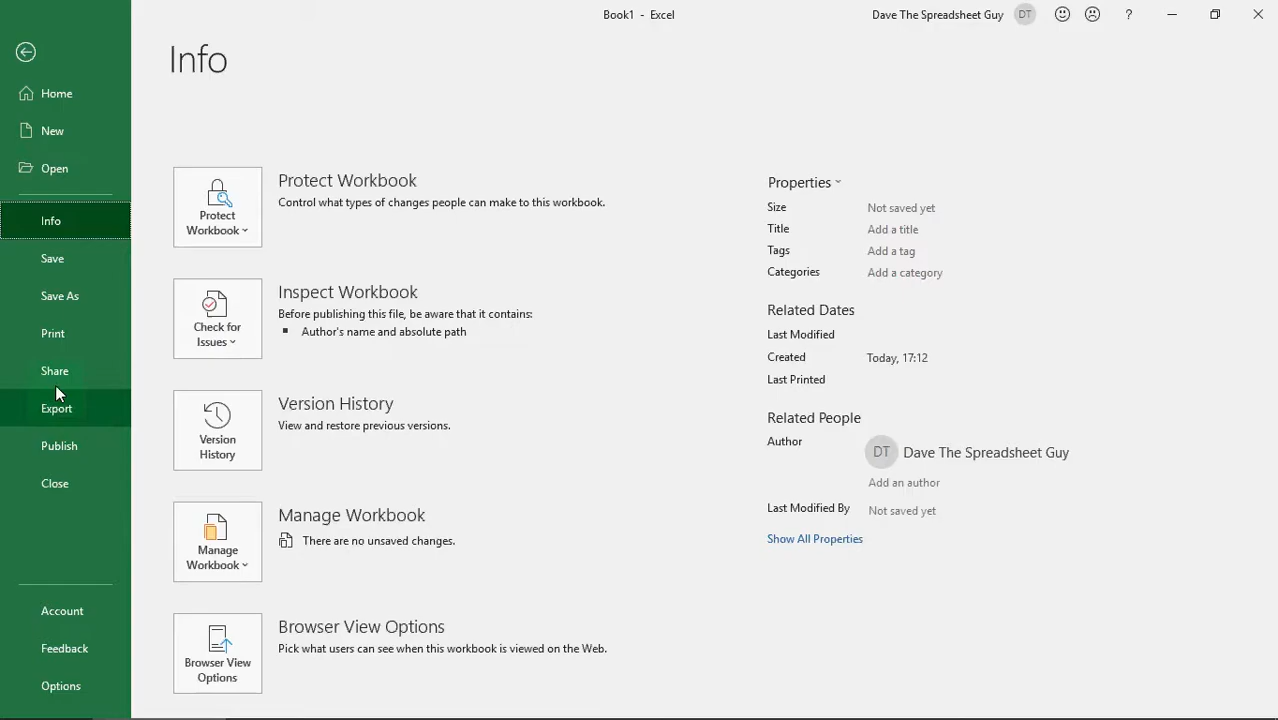 Book1 - Excel
Dave The Spreadsheet Guy
DT
?
Home
New
Open
Info
Save
Save As
Print
Share
Export
Publish
Close
Account
Feedback
Options
Info
Protect
Workbook
Protect Workbook
Control what types of changes people can make to this workbook.
Check for
Issues
Inspect Workbook
Before publishing this file, be aware that it contains:
Author's name and absolute path
Version
History
Version History
View and restore previous versions.
Manage
Workbook
Manage Workbook
There are no unsaved changes.
Browser View
Options
Browser View Options
Pick what users can see when this workbook is viewed on the Web.
Properties
Size Not saved yet
Title Add a title
Tags Add a tag
Categories Add a category
Related Dates
Last Modified
Created Today, 17:12
Last Printed
Related People
Author
DT Dave The Spreadsheet Guy
Add an author
Last Modified By Not saved yet
Show All Properties